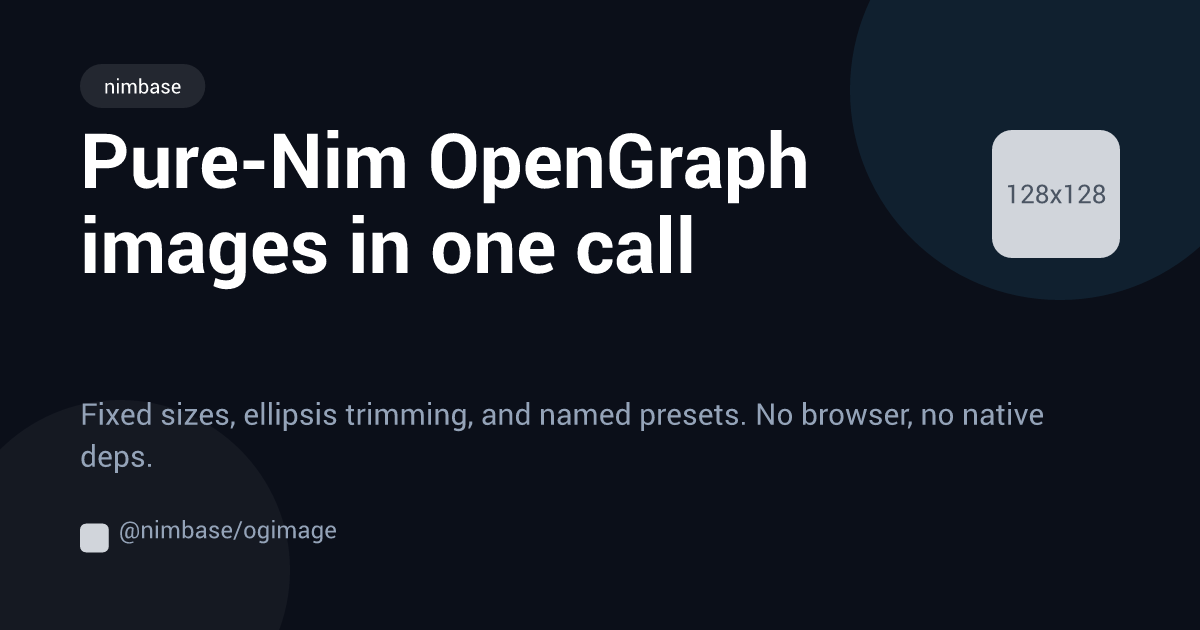 nimbase
Pure-Nim OpenGraph
images in one call
128x128
Fixed sizes, ellipsis trimming, and named presets. No browser, no native
deps.
@nimbase/ogimage